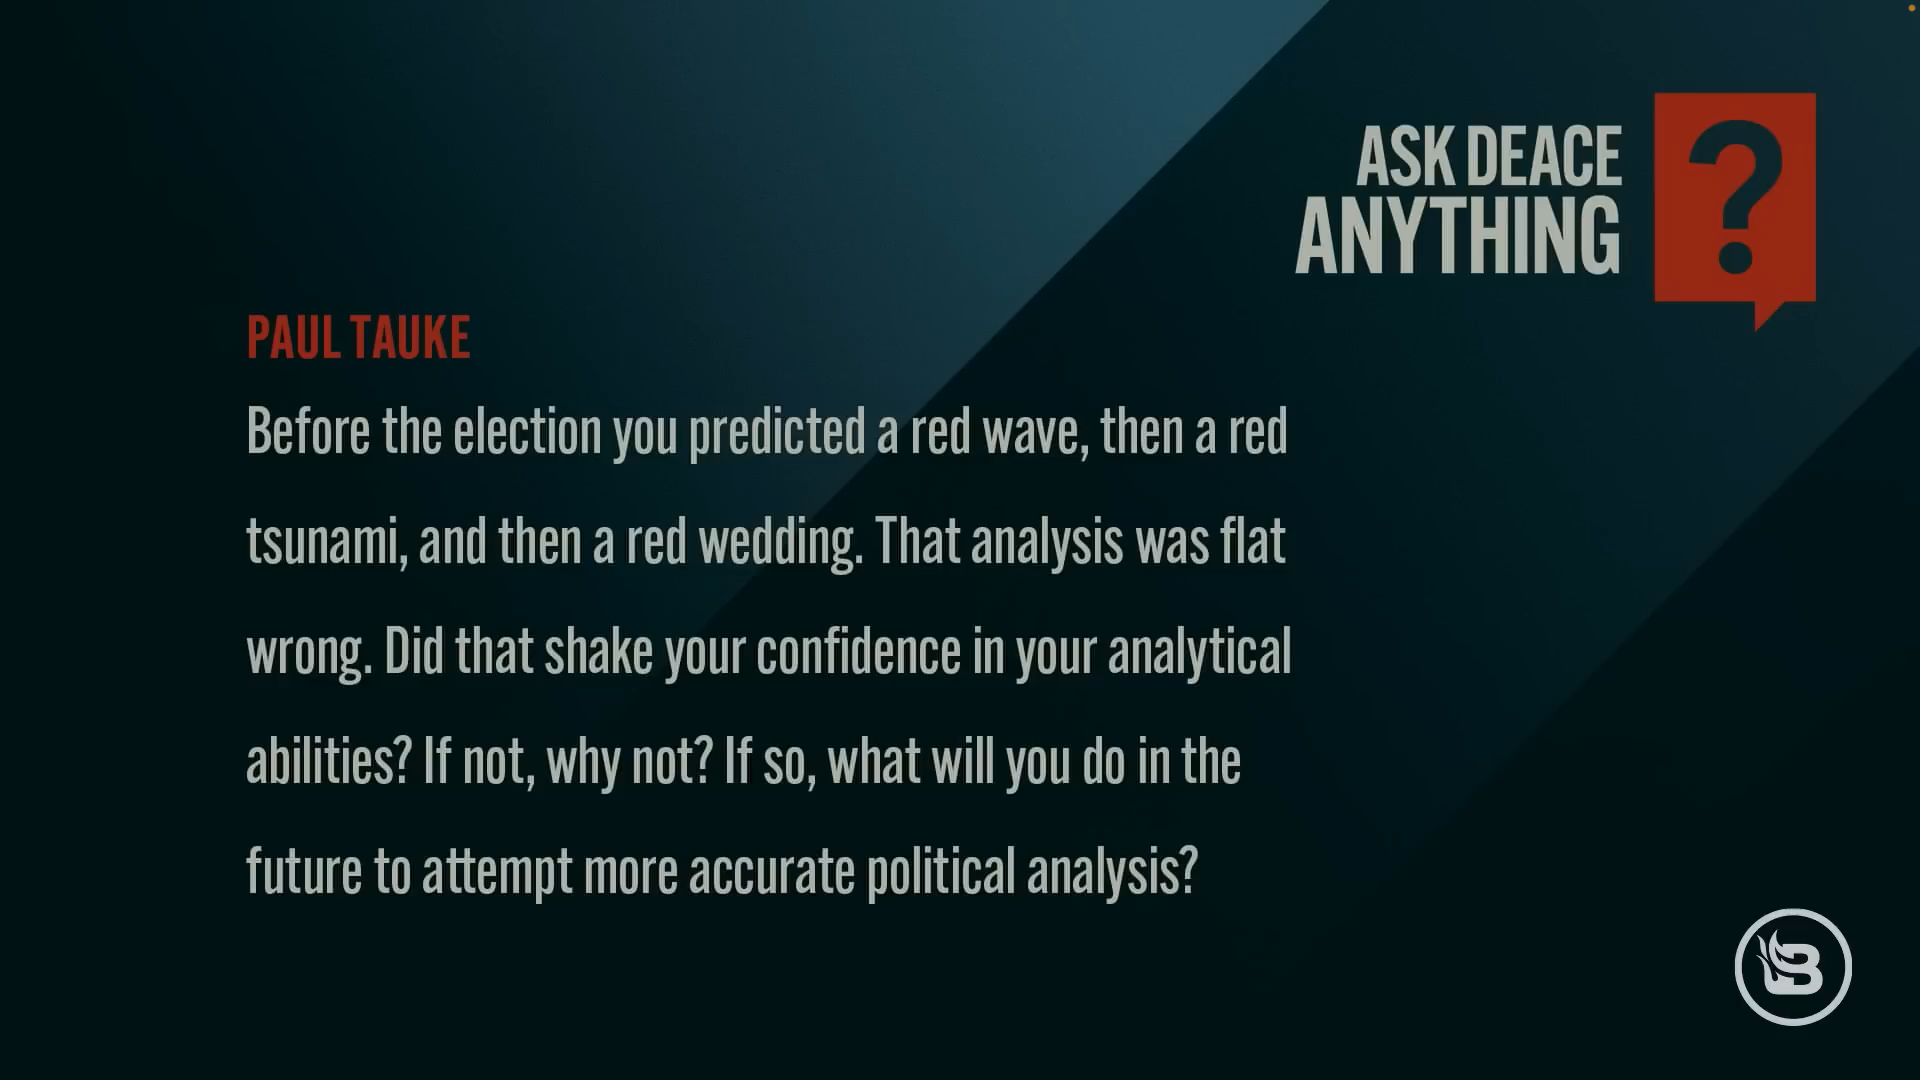 ASK DEACE
ANYTHING
?
PAUL TAUKE
Before the election you predicted a red wave, then a red
tsunami, and then a red wedding. That analysis was flat
wrong. Did that shake your confidence in your analytical
abilities? If not, why not? If so, what will you do in the
future to attempt more accurate political analysis?
B